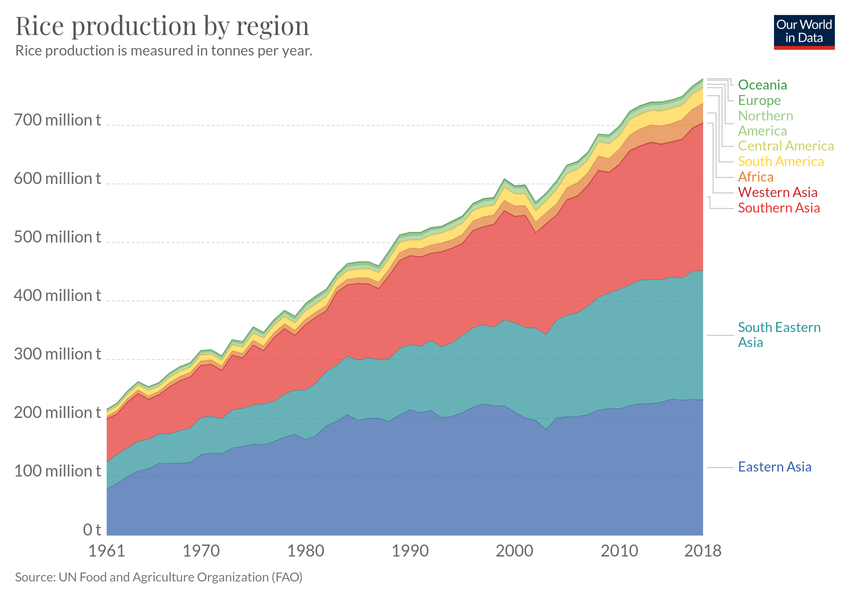 Rice production by region
Rice production is measured in tonnes per year.
Our World
in Data
700 million t
600 million t
500 million t
400 million t
300 million t
200 million t
100 million t
0 t
1961
1970
1980
1990
2000
2010
2018
Oceania
Europe
Northern
America
Central America
South America
Africa
Western Asia
Southern Asia
South Eastern
Asia
Eastern Asia
Source: UN Food and Agriculture Organization (FAO)